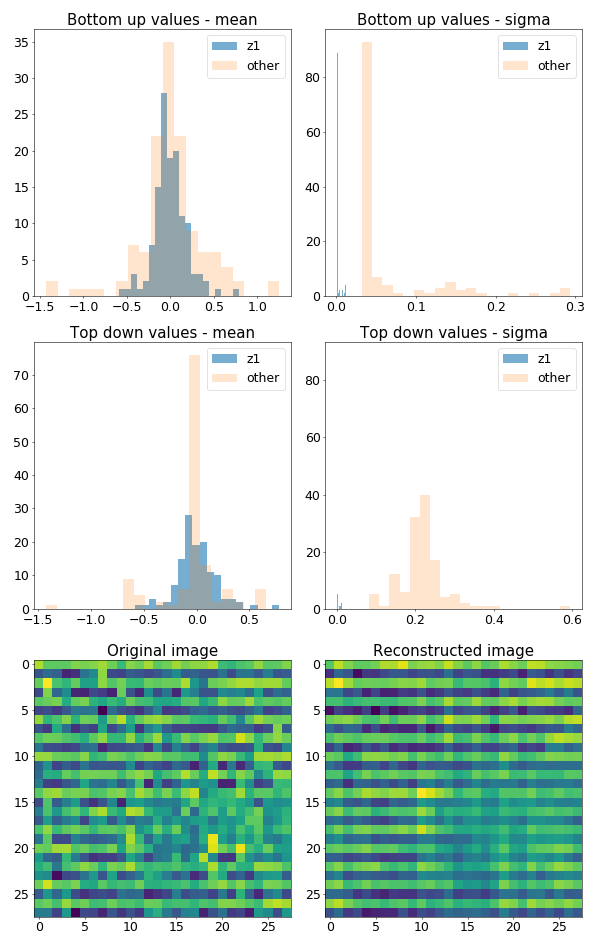 Bottom up values - mean
z1
other
35
30
25
20
15
10
5
0
−1.5 −1.0 −0.5 0.0 0.5 1.0
Bottom up values - sigma
z1
other
80
60
40
20
0
0.0 0.1 0.2 0.3
Top down values - mean
z1
other
70
60
50
40
30
20
10
0
−1.5 −1.0 −0.5 0.0 0.5
Top down values - sigma
z1
other
80
60
40
20
0
0.0 0.2 0.4 0.6
Original image
0
5
10
15
20
25
0 5 10 15 20 25
Reconstructed image
0
5
10
15
20
25
0 5 10 15 20 25